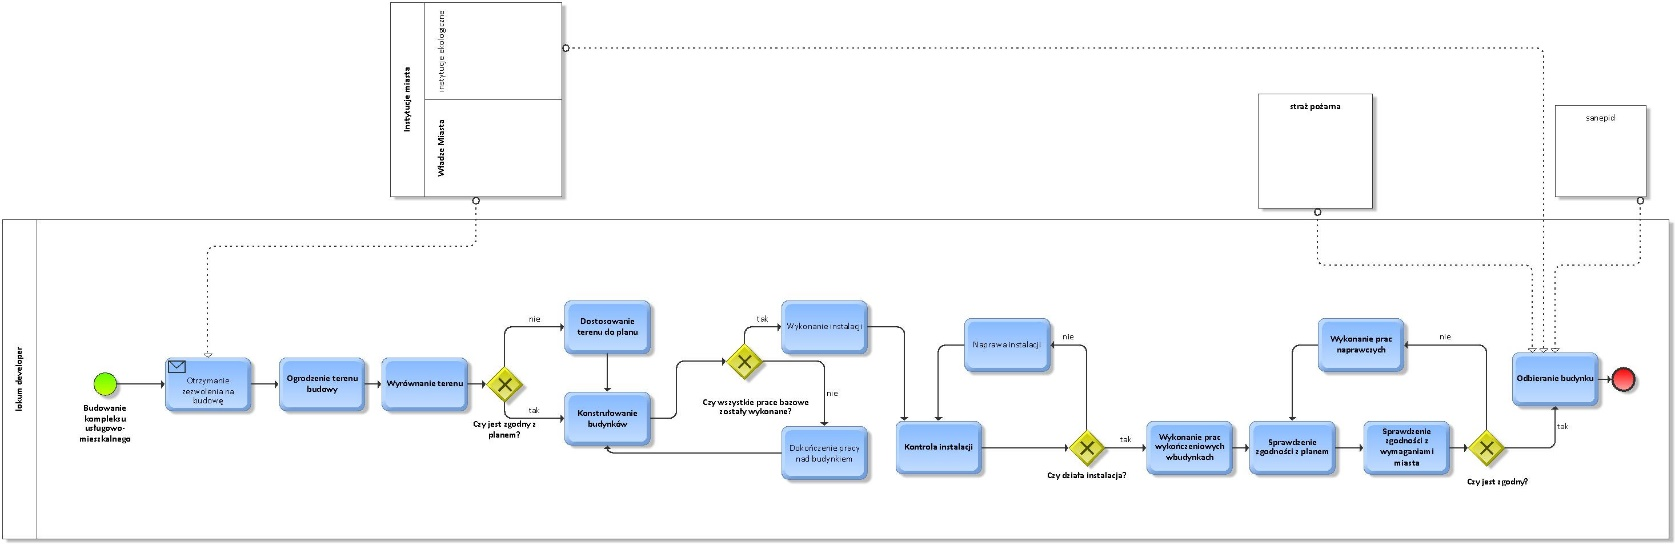 Instytucje miasta
instytucje ekologiczne
Władze Miasta
straż pożarna
sanepid
lokum developer
Budowanie
kompleksu
usługowo-
mieszkalnego
Otrzymanie
zezwolenia na
budowę
Ogrodzenie terenu
budowy
Wyrównanie terenu
Czy jest zgodny z
planem?
nie
tak
Dostosowanie
terenu do planu
Konstruowanie
budynków
Czy wszystkie prace bazowe
zostały wykonane?
tak
nie
Wykonanie instalacji
Dokończenie pracy
nad budynkiem
Naprawa instalacji
nie
Kontrola instalacji
Czy działa instalacja?
tak
Wykonanie prac
wykończeniowych
wbudynkach
Sprawdzenie
zgodności z planem
Wykonanie prac
naprawczych
nie
Sprawdzenie
zgodności z
wymaganiami
miasta
Czy jest zgodny?
tak
Odbieranie budynku